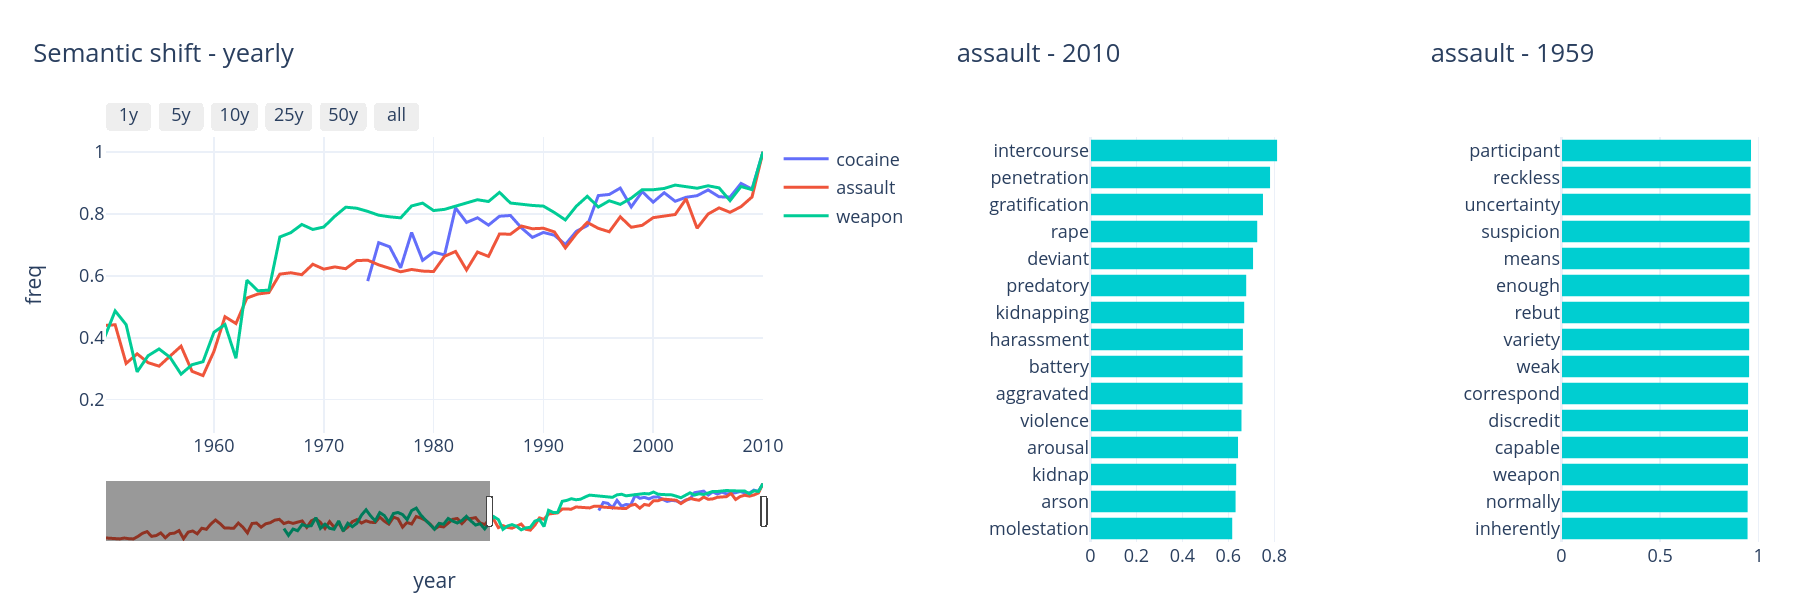 Semantic shift - yearly
1y 5y 10y 25y 50y all
1
0.8
0.6
0.4
0.2
freq
1960 1970 1980 1990 2000 2010
year
cocaine
assault
weapon
assault - 2010
intercourse
penetration
gratification
rape
deviant
predatory
kidnapping
harassment
battery
aggravated
violence
arousal
kidnap
arson
molestation
0 0.2 0.4 0.6 0.8
assault - 1959
participant
reckless
uncertainty
suspicion
means
enough
rebut
variety
weak
correspond
discredit
capable
weapon
normally
inherently
0 0.5 1